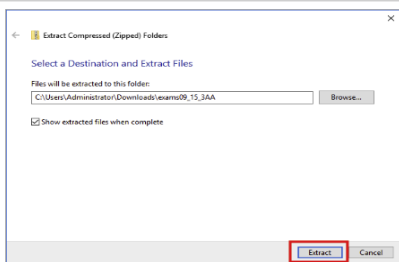 Extract Compressed (Zipped) Folders
Select a Destination and Extract Files
Files will be extracted to this folder:
C:\Users\Administrator\Downloads\exams09_15_3AA
Browse...
Show extracted files when complete
Extract
Cancel